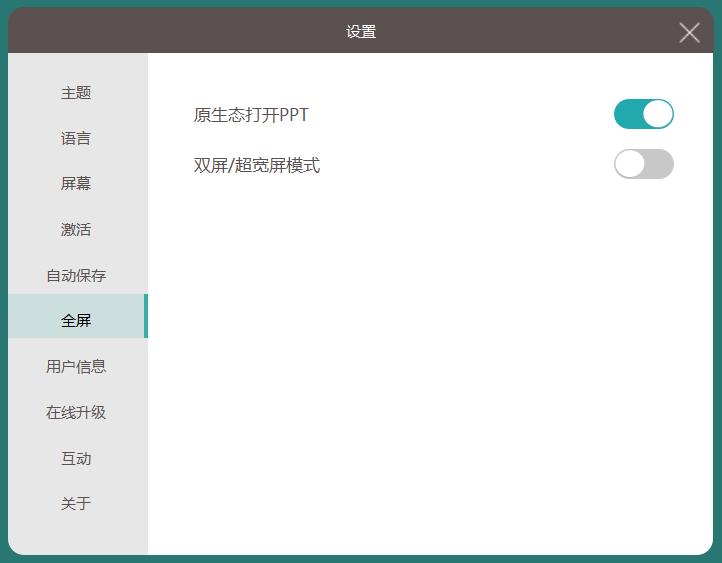 设置
主题
语言
屏幕
激活
自动保存
全屏
用户信息
在线升级
互动
关于
原生态打开PPT
双屏/超宽屏模式